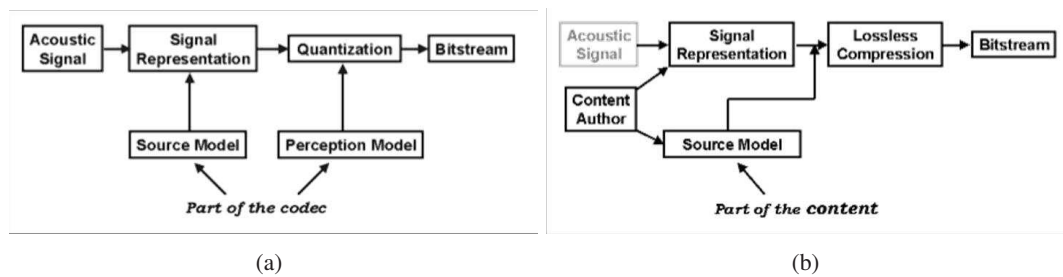 Acoustic
Signal
Signal
Representation
Quantization
Bitstream
Source Model
Perception Model
Part of the codec
(a)
Acoustic
Signal
Signal
Representation
Lossless
Compression
Bitstream
Content
Author
Source Model
Part of the content
(b)